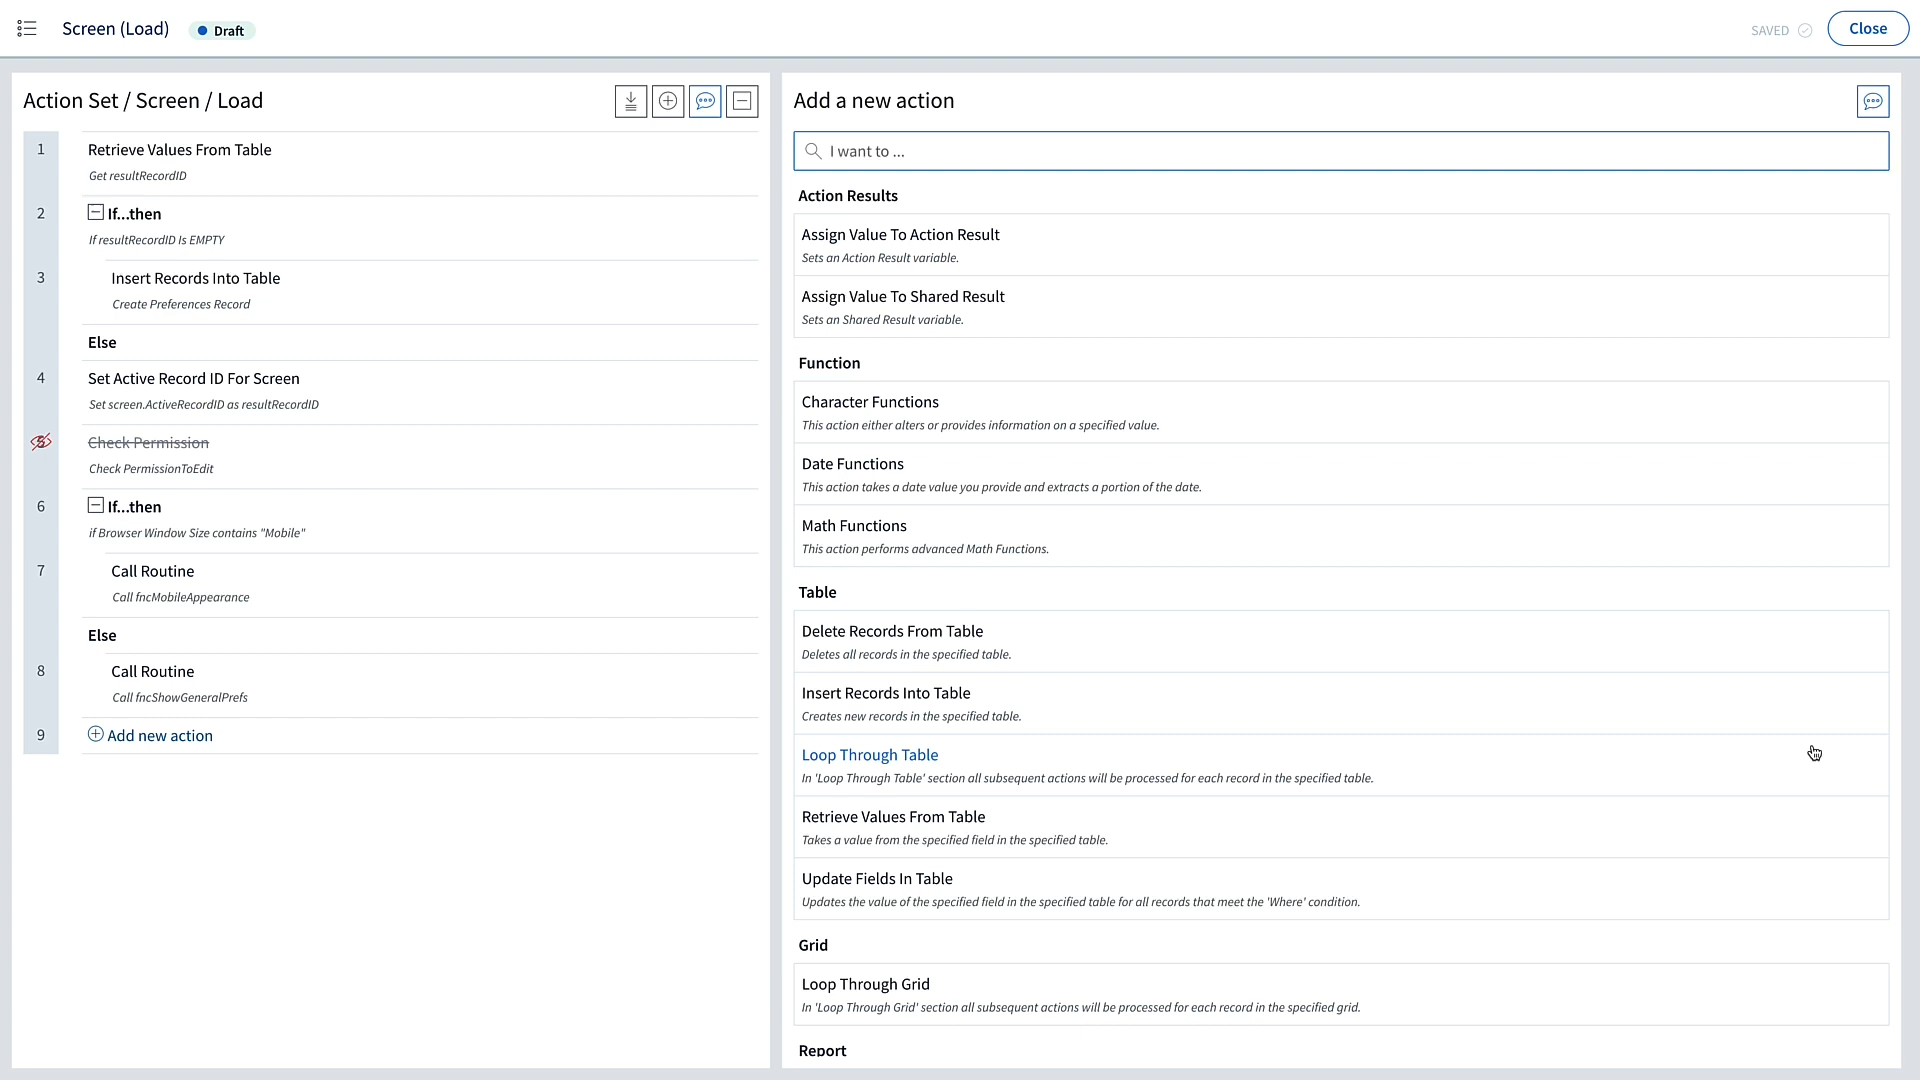 Screen (Load)
Draft
SAVED
Close
Action Set / Screen / Load
1
Retrieve Values From Table
Get resultRecordID
2
If...then
If resultRecordID Is EMPTY
3
Insert Records Into Table
Create Preferences Record
Else
4
Set Active Record ID For Screen
Set screen.ActiveRecordID as resultRecordID
5
Check Permission
Check PermissionToEdit
6
If...then
if Browser Window Size contains "Mobile"
7
Call Routine
Call fncMobileAppearance
Else
8
Call Routine
Call fncShowGeneralPrefs
9
Add new action
Add a new action
I want to ...
Action Results
Assign Value To Action Result
Sets an Action Result variable.
Assign Value To Shared Result
Sets an Shared Result variable.
Function
Character Functions
This action either alters or provides information on a specified value.
Date Functions
This action takes a date value you provide and extracts a portion of the date.
Math Functions
This action performs advanced Math Functions.
Table
Delete Records From Table
Deletes all records in the specified table.
Insert Records Into Table
Creates new records in the specified table.
Loop Through Table
In 'Loop Through Table' section all subsequent actions will be processed for each record in the specified table.
Retrieve Values From Table
Takes a value from the specified field in the specified table.
Update Fields In Table
Updates the value of the specified field in the specified table for all records that meet the 'Where' condition.
Grid
Loop Through Grid
In 'Loop Through Grid' section all subsequent actions will be processed for each record in the specified grid.
Report